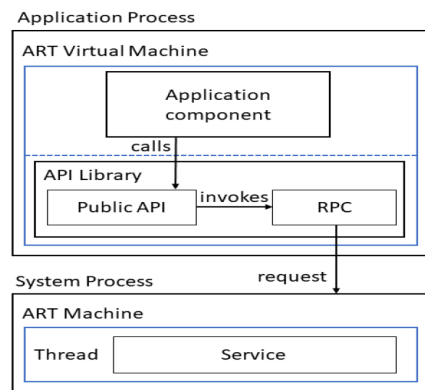 Application Process
ART Virtual Machine
Application
component
calls
API Library
Public API
invokes
RPC
request
System Process
ART Machine
Thread
Service